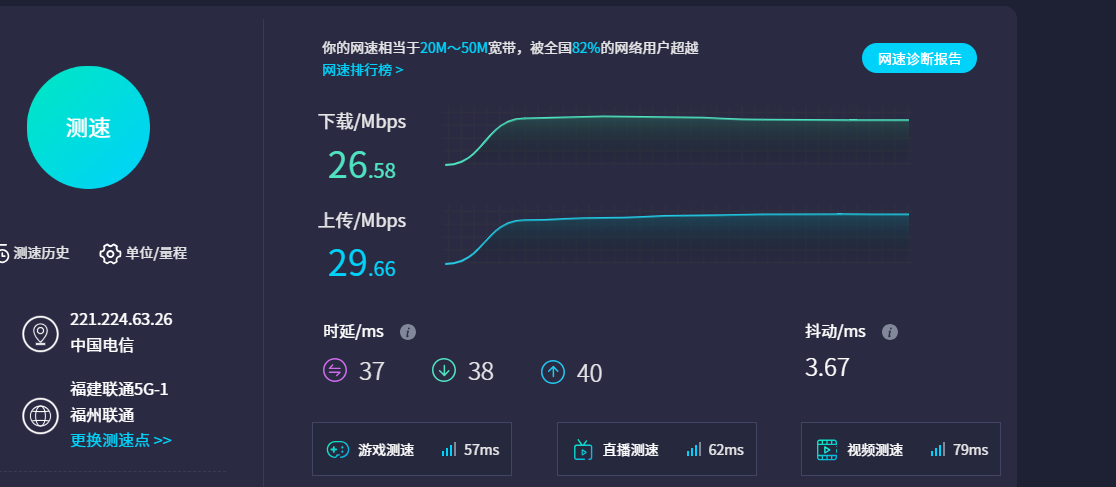 你的网速相当于20M～50M宽带，被全国82%的网络用户超越
网速排行榜 >
网速诊断报告
测速
下载/Mbps
26.58
上传/Mbps
29.66
测速历史
单位/量程
221.224.63.26
中国电信
福建联通5G-1
福州联通
更换测速点 >>
时延/ms i
抖动/ms i
37
38
40
3.67
游戏测速 57ms
直播测速 62ms
视频测速 79ms